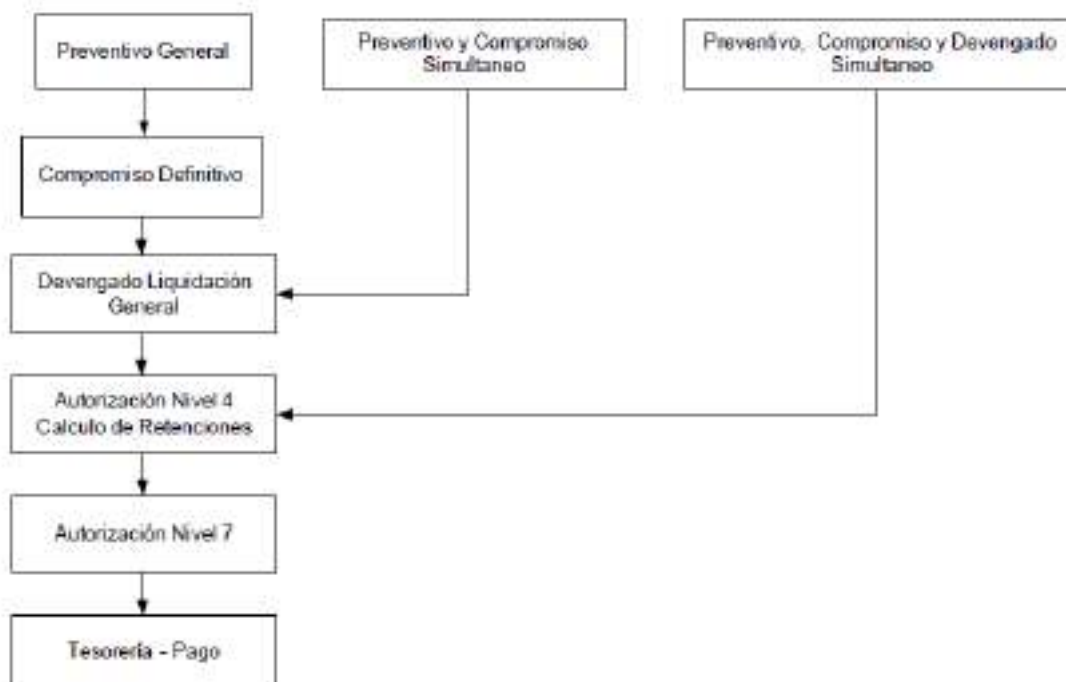 Preventivo General
Preventivo y Compromiso
Simultaneo
Preventivo, Compromiso y Devengado
Simultaneo
Compromiso Definitivo
Devengado Liquidación
General
Autorización Nivel 4
Calculo de Retenciones
Autorización Nivel 7
Tesorería - Pago